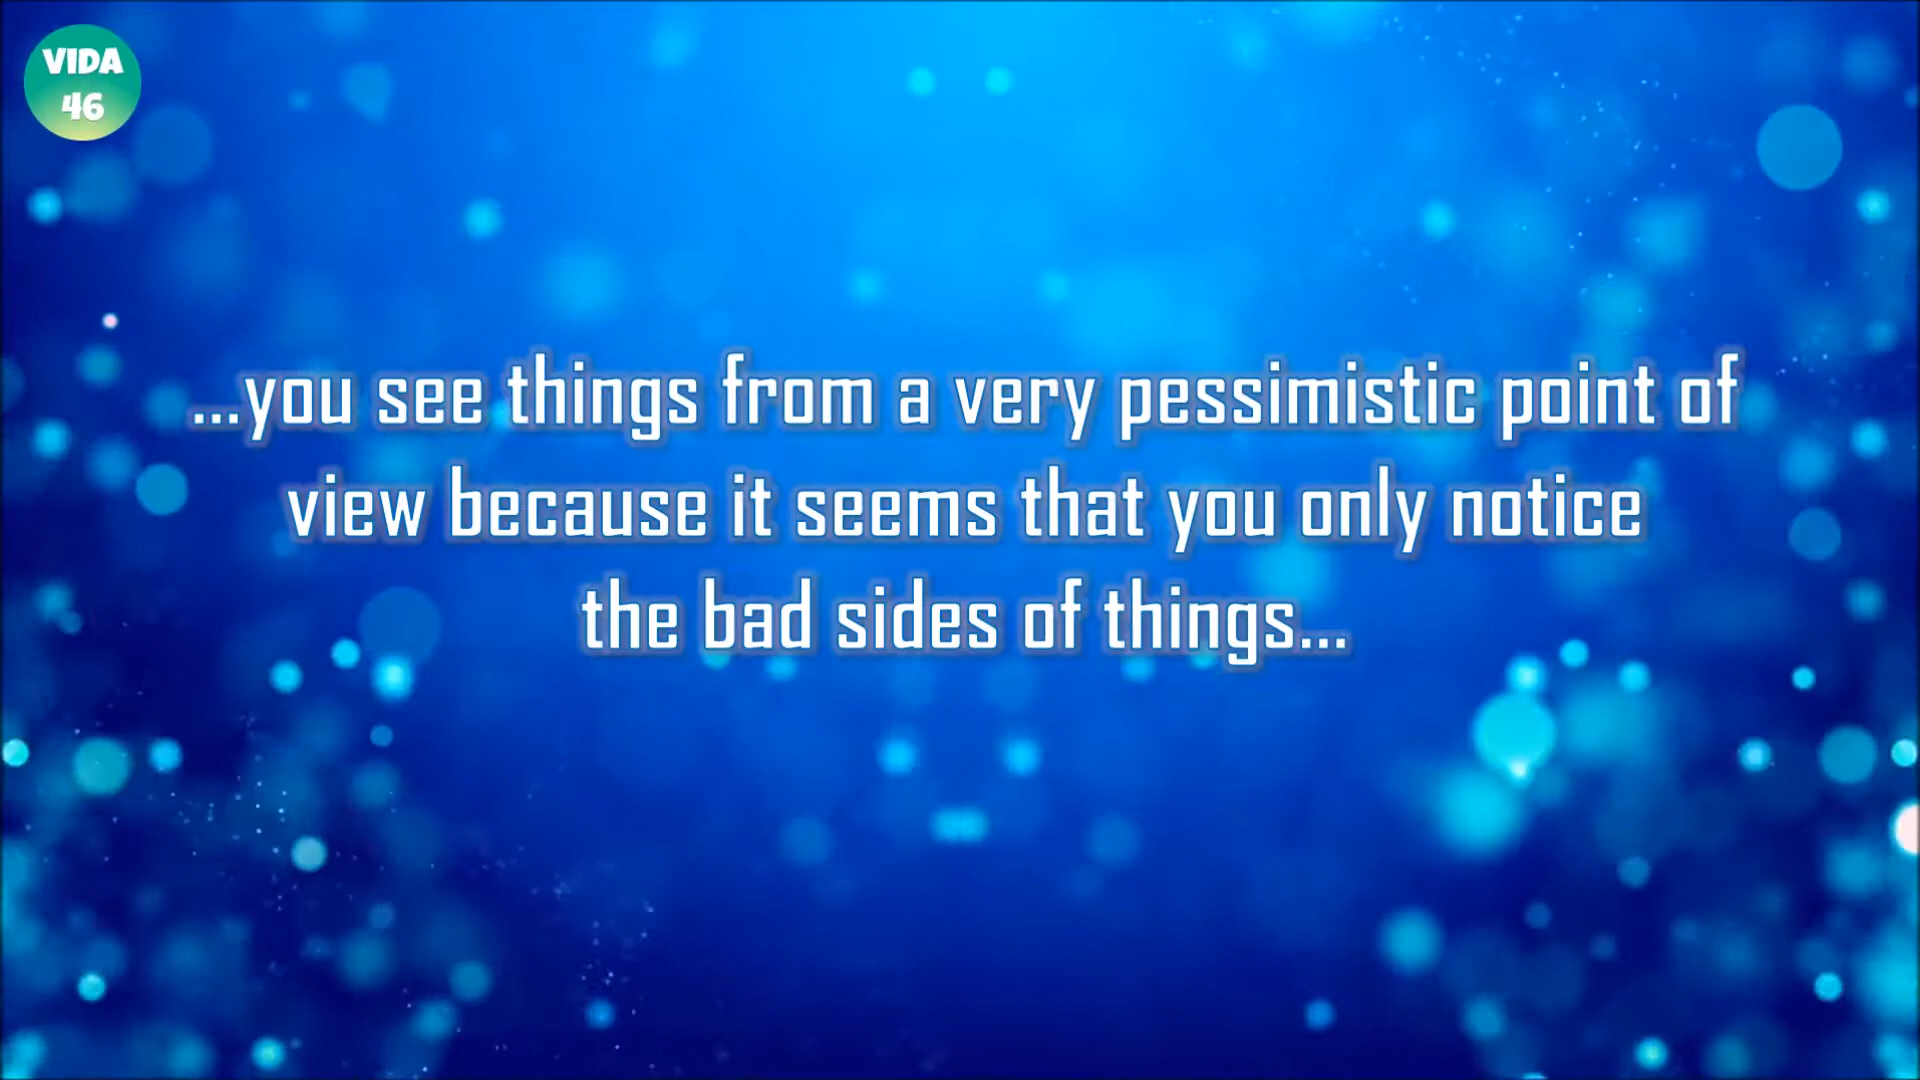 VIDA
46
...you see things from a very pessimistic point of
view because it seems that you only notice
the bad sides of things...